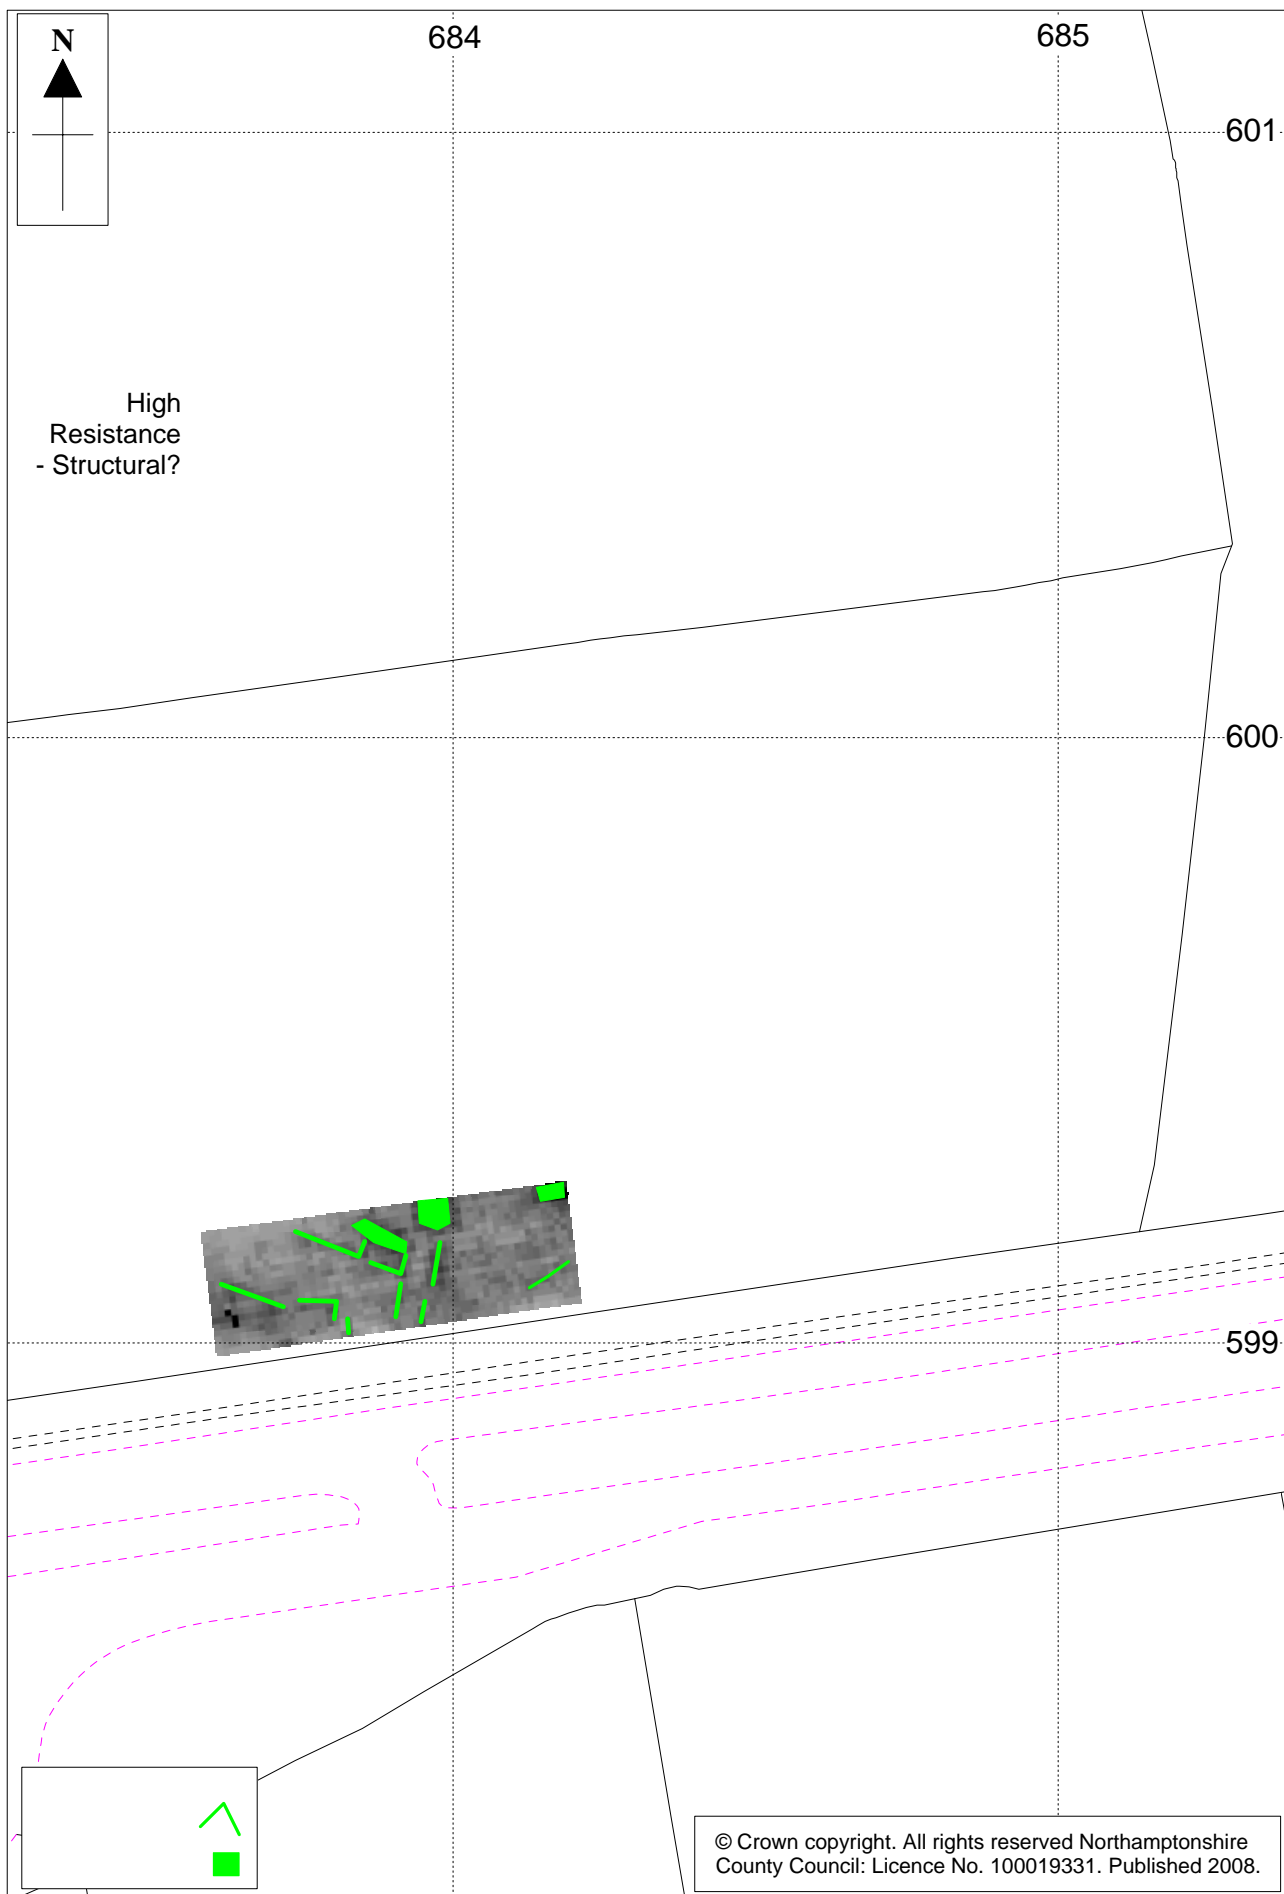 N
684
685
601
High
Resistance
- Structural?
600
599
© Crown copyright. All rights reserved Northamptonshire
County Council: Licence No. 100019331. Published 2008.